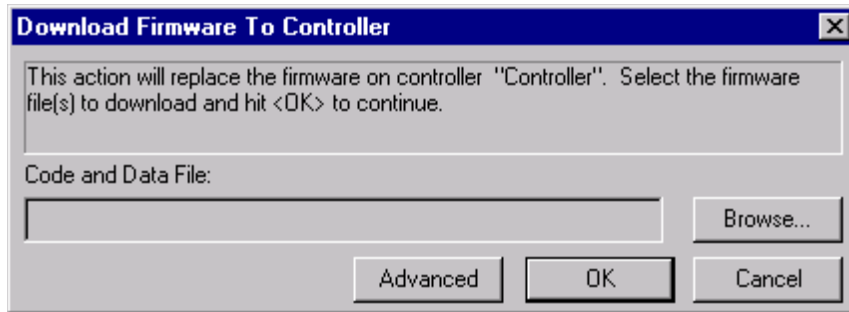 Download Firmware To Controller
This action will replace the firmware on controller "Controller". Select the firmware
file(s) to download and hit <OK> to continue.
Code and Data File:
Browse...
Advanced OK Cancel